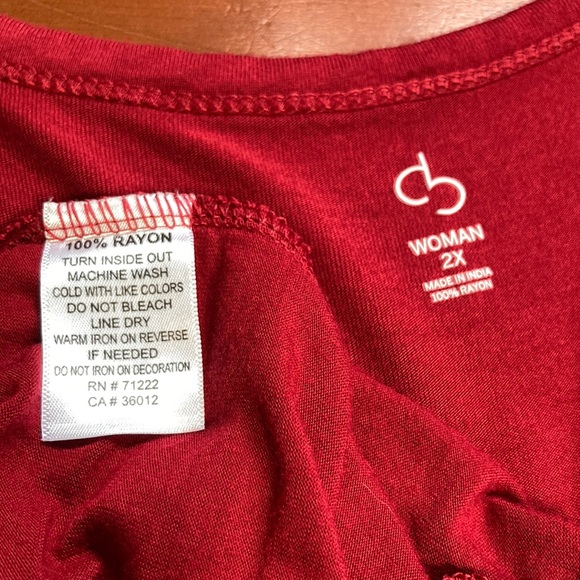 100% RAYON
TURN INSIDE OUT
MACHINE WASH
COLD WITH LIKE COLORS
DO NOT BLEACH
LINE DRY
WARM IRON ON REVERSE
IF NEEDED
DO NOT IRON ON DECORATION
RN # 71222
CA # 36012
WOMAN
2X
MADE IN INDIA
100% RAYON